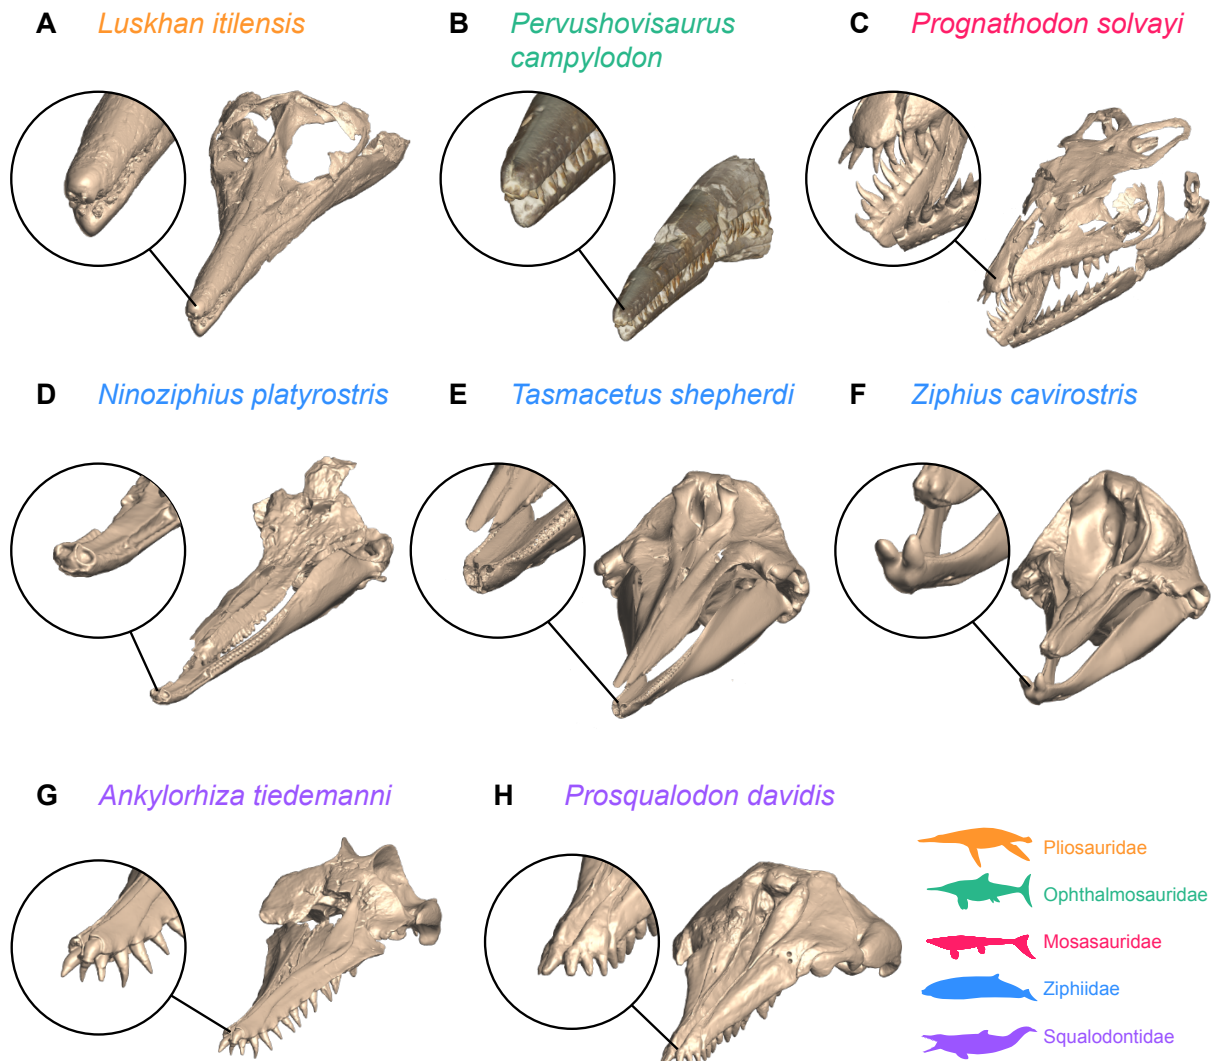 A Luskhan itilensis
B Pervushovisaurus
campylodon
C Prognathodon solvayi
D Ninoziphius platyrostris
E Tasmacetus shepherdi
F Ziphius cavirostris
G Ankylorhiza tiedemanni
H Prosqualodon davidis
Pliosauridae
Ophthalmosauridae
Mosasauridae
Ziphiidae
Squalodontidae